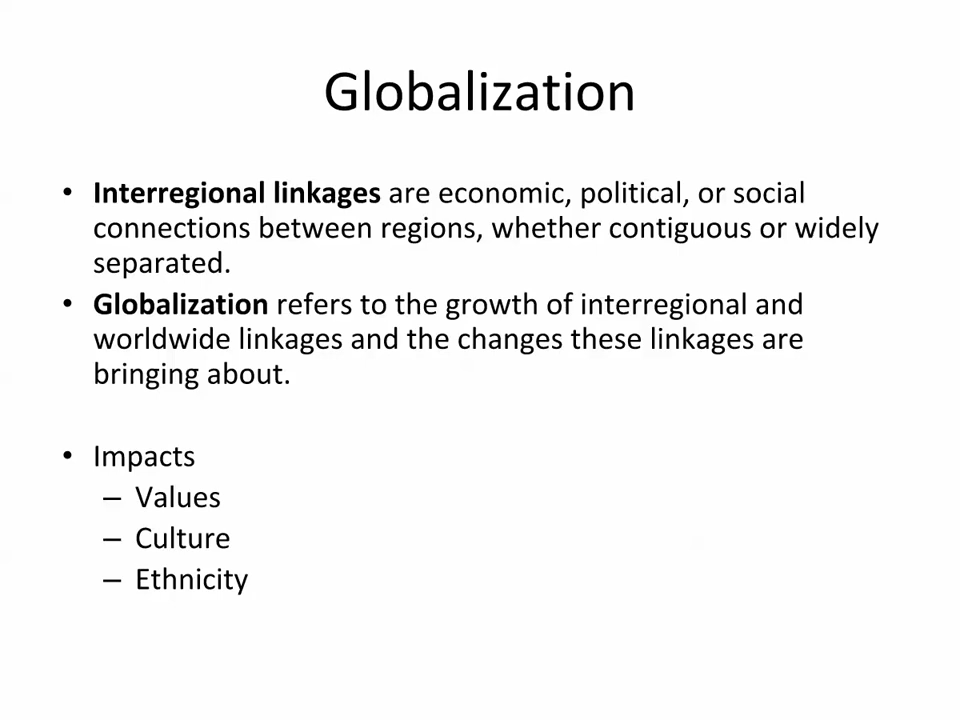 Globalization
• Interregional linkages are economic, political, or social
connections between regions, whether contiguous or widely
separated.
• Globalization refers to the growth of interregional and
worldwide linkages and the changes these linkages are
bringing about.
• Impacts
– Values
– Culture
– Ethnicity